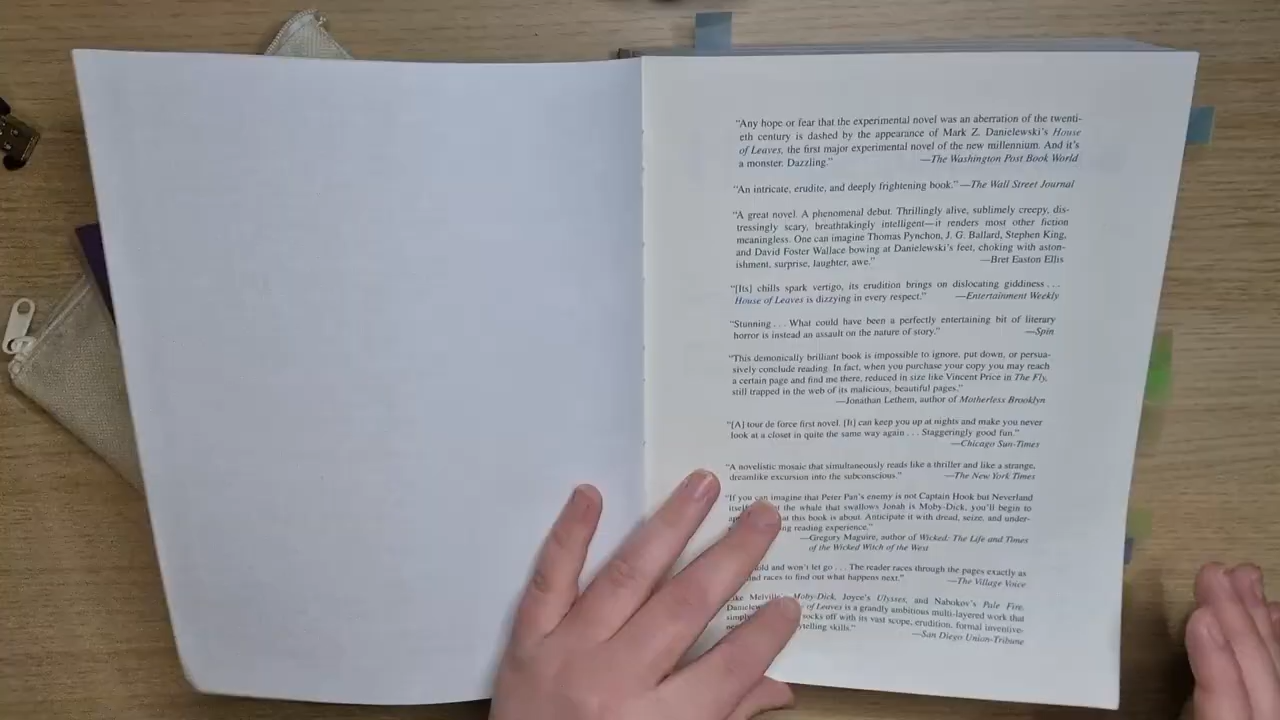 “Any hope or fear that the experimental novel was an aberration of the twenti-
eth century is dashed by the appearance of Mark Z. Danielewski’s House
of Leaves, the first major experimental novel of the new millennium. And it’s
a monster. Dazzling.” —The Washington Post Book World
“An intricate, erudite, and deeply frightening book.” —The Wall Street Journal
“A great novel. A phenomenal debut. Thrillingly alive, sublimely creepy, dis-
tressingly scary, breathtakingly intelligent—it renders most other fiction
meaningless. One can imagine Thomas Pynchon, J. G. Ballard, Stephen King,
and David Foster Wallace bowing at Danielewski’s feet, choking with aston-
ishment, surprise, laughter, awe.” —Bret Easton Ellis
“[Its] chills spark vertigo, its erudition brings on dislocating giddiness . . .
House of Leaves is dizzying in every respect.” —Entertainment Weekly
“Stunning . . . What could have been a perfectly entertaining bit of literary
horror is instead an assault on the nature of story.” —Spin
“This demonically brilliant book is impossible to ignore, put down, or persua-
sively conclude reading. In fact, when you purchase your copy you may reach
a certain page and find me there, reduced in size like Vincent Price in The Fly,
still trapped in the web of its malicious, beautiful pages.”
—Jonathan Lethem, author of Motherless Brooklyn
“[A] tour de force first novel. [It] can keep you up at nights and make you never
look at a closet in quite the same way again . . . Staggeringly good fun.”
—Chicago Sun-Times
“A novelistic mosaic that simultaneously reads like a thriller and like a strange,
dreamlike excursion into the subconscious.” —The New York Times
“If you can imagine that Peter Pan’s enemy is not Captain Hook but Neverland
the whale that swallows Jonah is Moby-Dick, you’ll begin to
at this book is about. Anticipate it with dread, seize, and under-
reading experience.”
—Gregory Maguire, author of Wicked: The Life and Times
of the Wicked Witch of the West
and won’t let go . . . The reader races through the pages exactly as
races to find out what happens next.” —The Village Voice
Melville’s Moby-Dick, Joyce’s Ulysses, and Nabokov’s Pale Fire,
of Leaves is a grandly ambitious multi-layered work that
socks off with its vast scope, erudition, formal inventive-
skills.”
—San Diego Union-Tribune